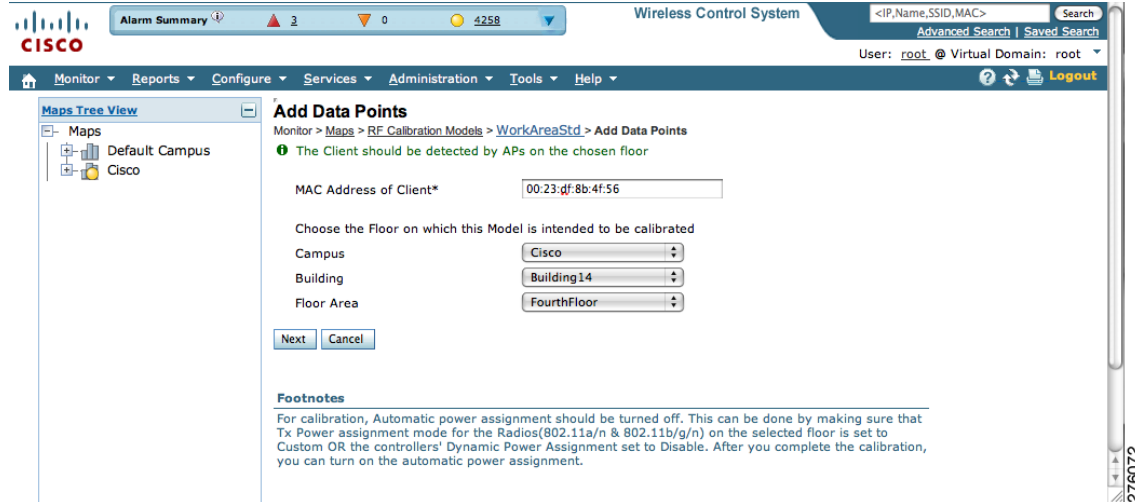 Alarm Summary 3 0 4258
Wireless Control System
<IP,Name,SSID,MAC> Search
Advanced Search | Saved Search
CISCO
User: root @ Virtual Domain: root
Monitor Reports Configure Services Administration Tools Help Logout
Maps Tree View
Maps
Default Campus
Cisco
Add Data Points
Monitor > Maps > RF Calibration Models > WorkAreaStd > Add Data Points
The Client should be detected by APs on the chosen floor
MAC Address of Client* 00:23:df:8b:4f:56
Choose the Floor on which this Model is intended to be calibrated
Campus Cisco
Building Building14
Floor Area FourthFloor
Next Cancel
Footnotes
For calibration, Automatic power assignment should be turned off. This can be done by making sure that
Tx Power assignment mode for the Radios(802.11a/n & 802.11b/g/n) on the selected floor is set to
Custom OR the controllers' Dynamic Power Assignment set to Disable. After you complete the calibration,
you can turn on the automatic power assignment.
276072